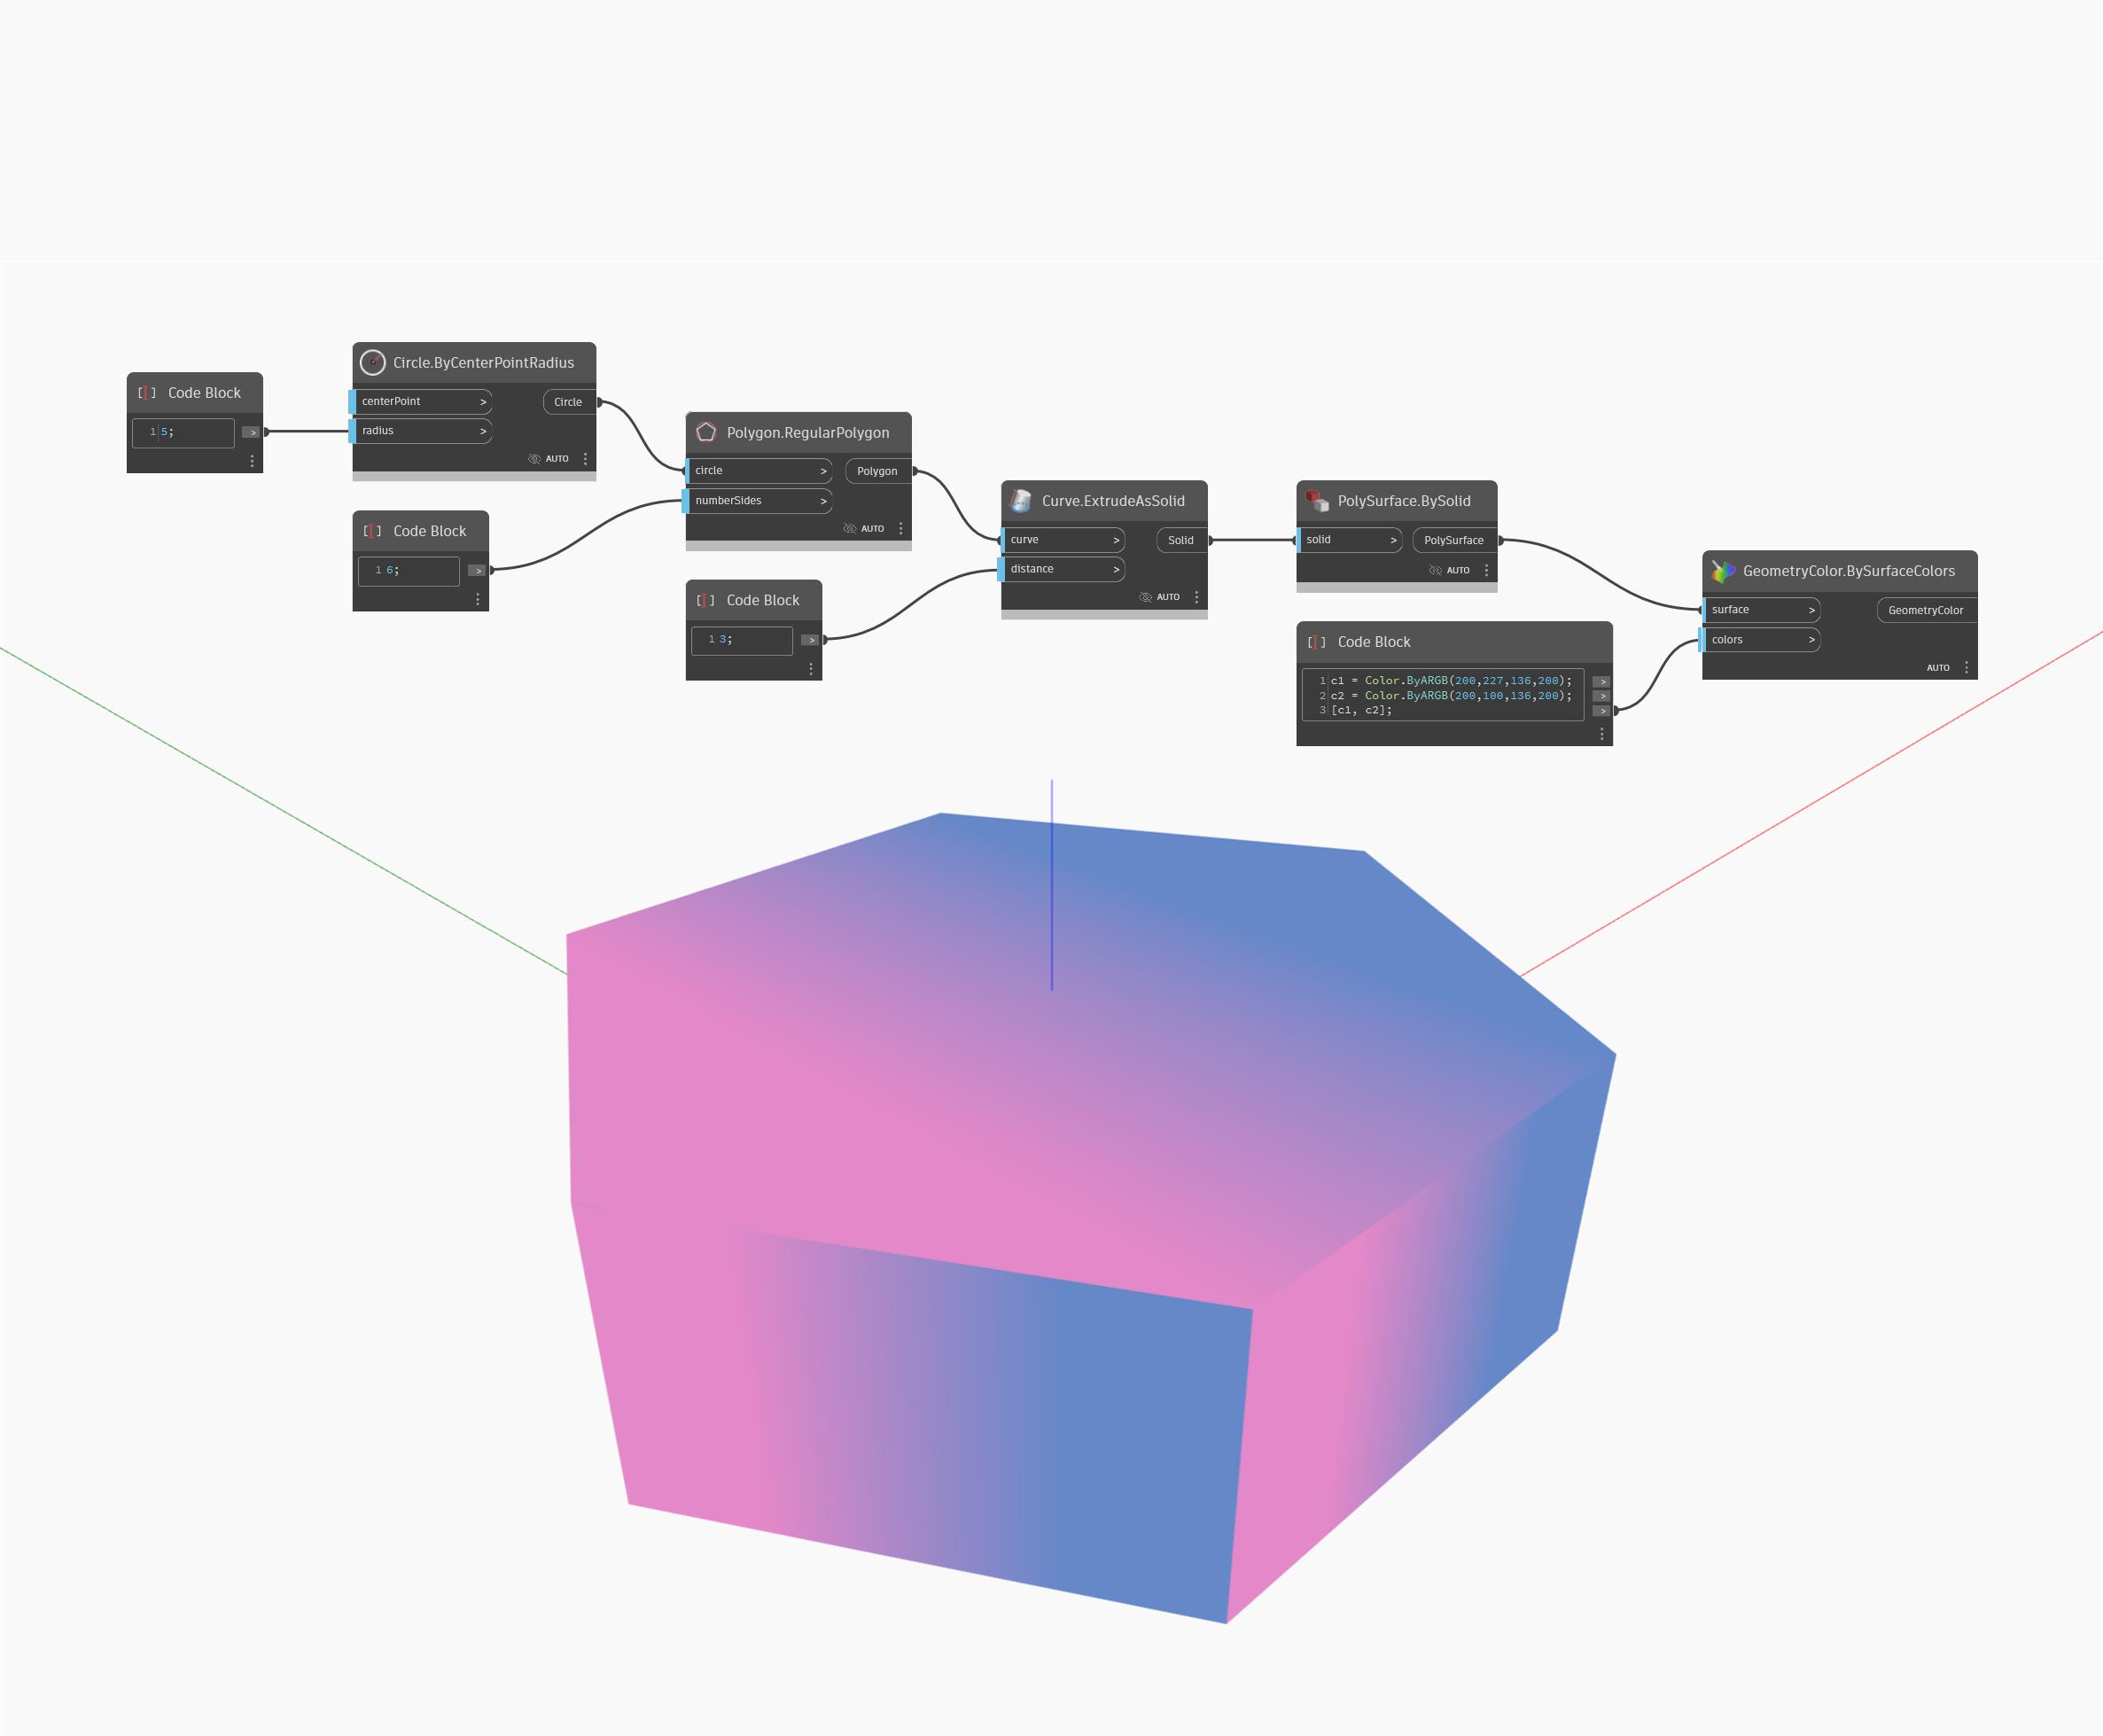 Code Block
1 5;
>
Circle.ByCenterPointRadius
centerPoint >
Circle
radius >
AUTO
Code Block
1 6;
>
Polygon.RegularPolygon
circle >
Polygon
numberSides >
AUTO
Code Block
1 3;
>
Curve.ExtrudeAsSolid
curve >
Solid
distance >
AUTO
PolySurface.BySolid
solid >
PolySurface
AUTO
Code Block
1 c1 = Color.ByARGB(200,227,136,200); >
2 c2 = Color.ByARGB(200,100,136,200); >
3 [c1, c2]; >
GeometryColor.BySurfaceColors
surface >
GeometryColor
colors >
AUTO